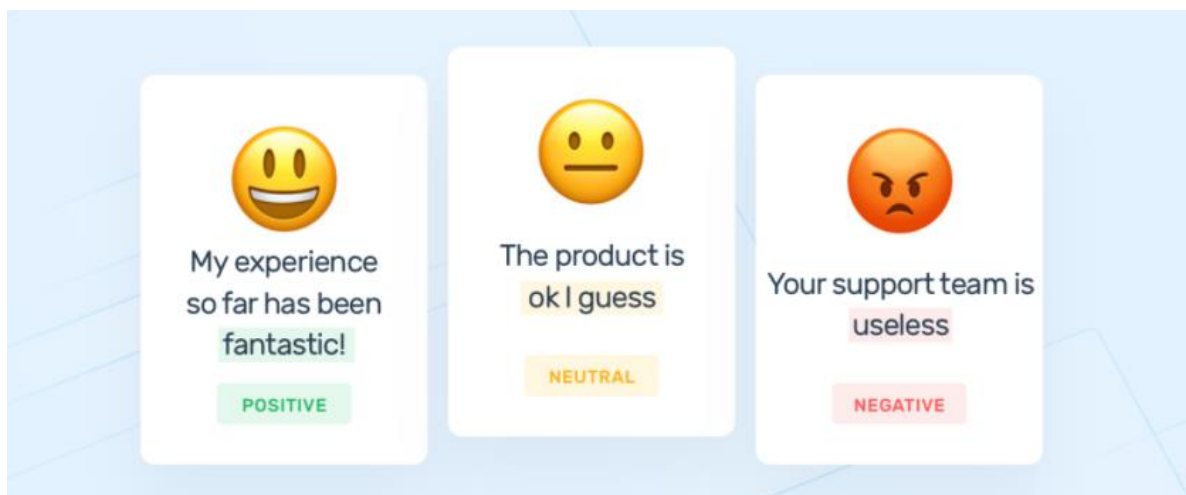 My experience
so far has been
fantastic!
POSITIVE
The product is
ok I guess
NEUTRAL
Your support team is
useless
NEGATIVE